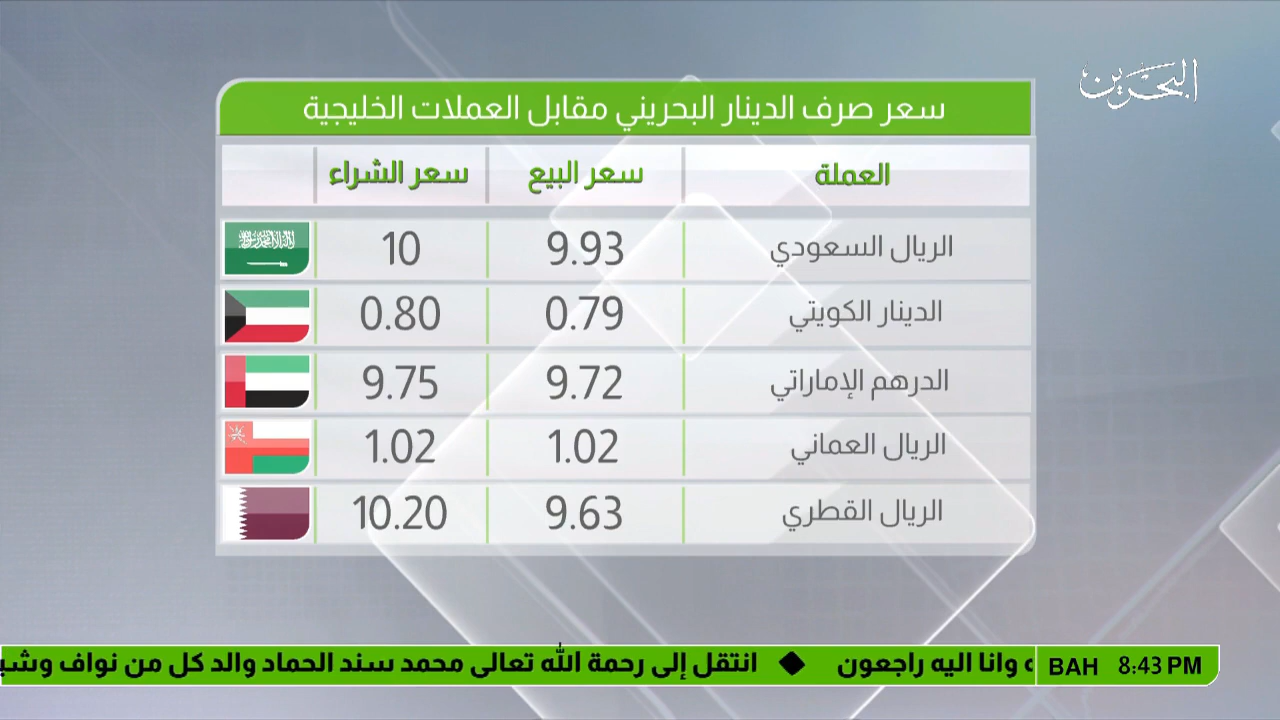 البحرين
سعر صرف الدينار البحريني مقابل العملات الخليجية
العملة سعر البيع سعر الشراء
الريال السعودي 9.93 10
الدينار الكويتي 0.79 0.80
الدرهم الإماراتي 9.72 9.75
الريال العماني 1.02 1.02
الريال القطري 9.63 10.20
BAH 8:43 PM
وانا اليه راجعون ◆ انتقل إلى رحمة الله تعالى محمد سند الحماد والد كل من نواف